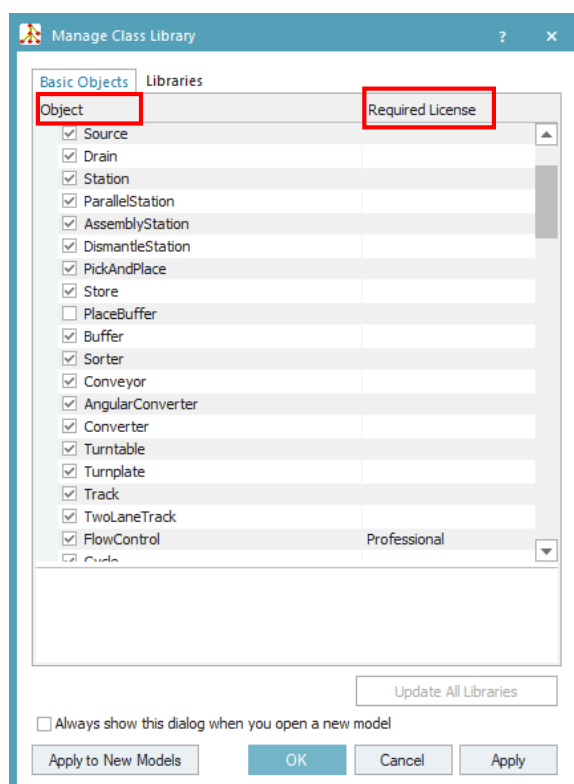 Manage Class Library ? ×
Basic Objects Libraries
Object Required License
Source
Drain
Station
ParallelStation
AssemblyStation
DismantleStation
PickAndPlace
Store
PlaceBuffer
Buffer
Sorter
Conveyor
AngularConverter
Converter
Turntable
Turnplate
Track
TwoLaneTrack
FlowControl Professional
Cycle
Update All Libraries
Always show this dialog when you open a new model
Apply to New Models OK Cancel Apply